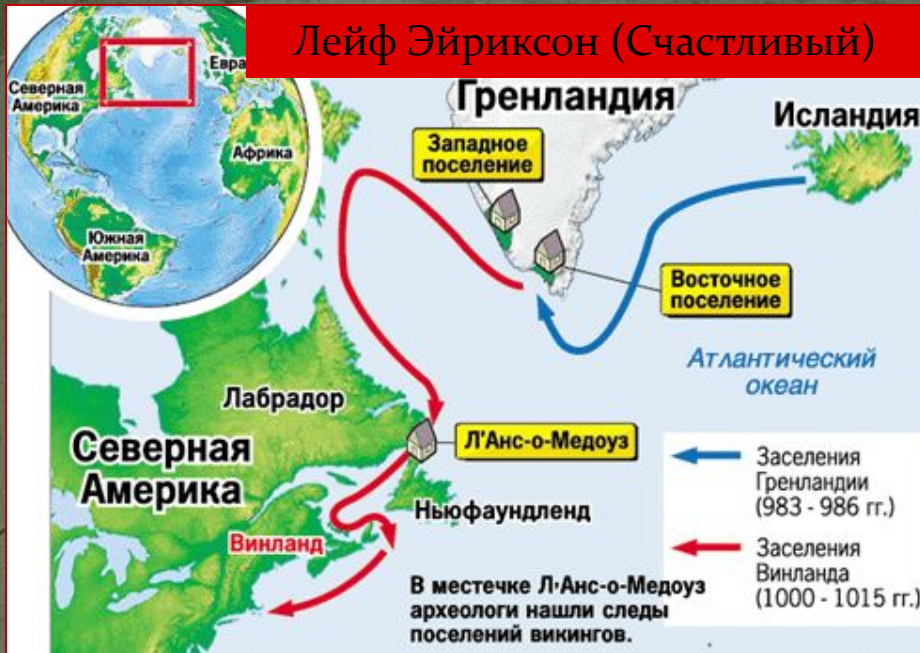 Лейф Эйриксон (Счастливый)
Северная
Америка
Евра
Африка
Южная
Америка
Гренландия
Исландия
Западное
поселение
Восточное
поселение
Атлантический
океан
Лабрадор
Северная
Америка
Л'Анс-о-Медоуз
Ньюфаундленд
Винланд
Заселения
Гренландии
(983 - 986 гг.)
Заселения
Винланда
(1000 - 1015 гг.)
В местечке Л·Анс-о-Медоуз
археологи нашли следы
поселений викингов.